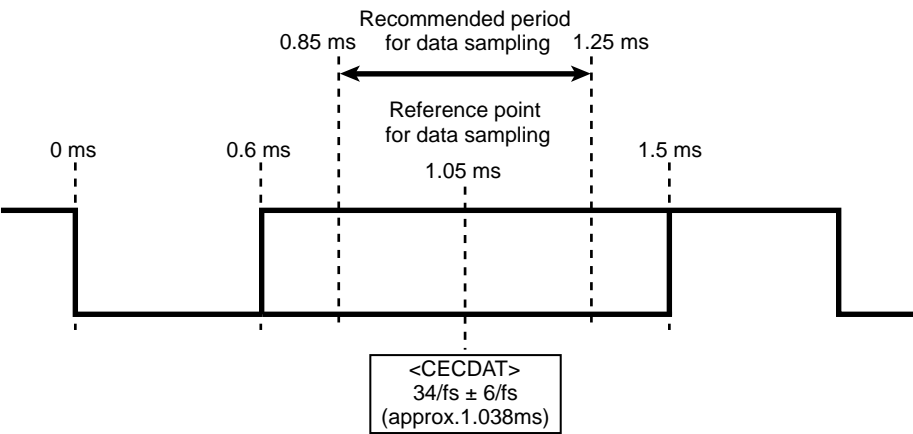 Recommended period
for data sampling
0.85 ms
1.25 ms
Reference point
for data sampling
0 ms
0.6 ms
1.05 ms
1.5 ms
<CECDAT>
34/fs ± 6/fs
(approx.1.038ms)